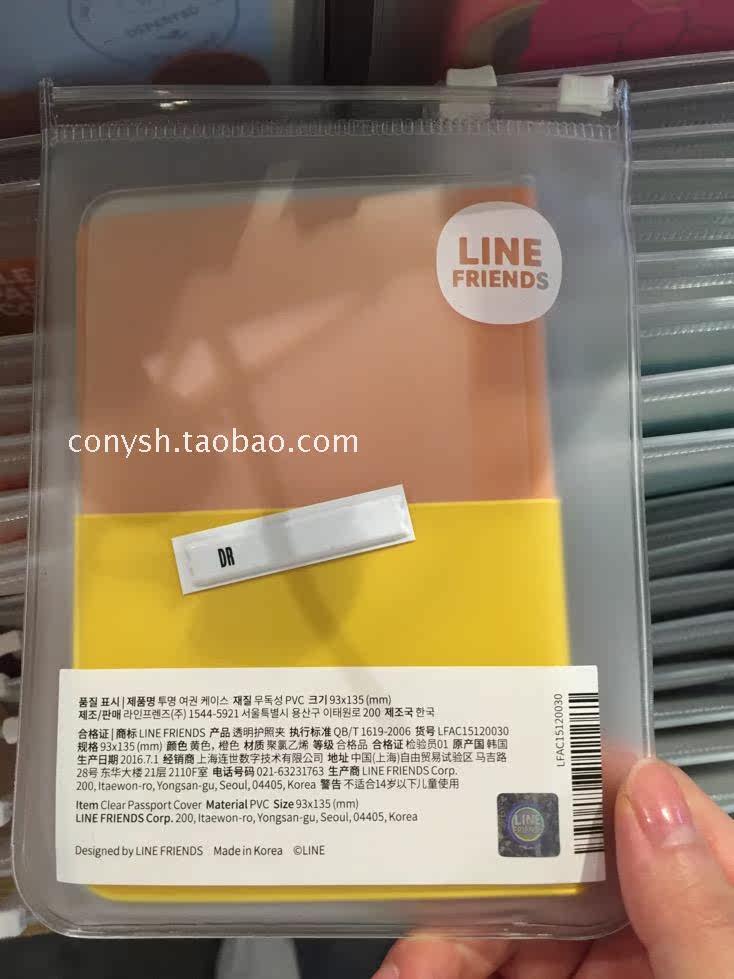 LINE
FRIENDS
conysh.taobao.com
DR
품질 표시 | 제품명 투명 여권 케이스 재질 무독성 PVC 크기 93x135 (mm)
제조/판매 라인프렌즈(주) 1544-5921 서울특별시 용산구 이태원로 200 제조국 한국
合格证 | 商标 LINE FRIENDS 产品 透明护照夹 执行标准 QB/T 1619-2006 货号 LFAC15120030
规格 93x135 (mm) 颜色 黄色，橙色 材质 聚氯乙烯 等级 合格品 合格证 检验员01 原产国 韩国
生产日期 2016.7.1 经销商 上海连世数字技术有限公司 地址 中国(上海)自由贸易试验区 马吉路
28号 东华大楼 21层 2110F室 电话号码 021-63231763 生产商 LINE FRIENDS Corp.
200, Itaewon-ro, Yongsan-gu, Seoul, 04405, Korea 警告 不适合14岁以下儿童使用
Item Clear Passport Cover Material PVC Size 93x135 (mm)
LINE FRIENDS Corp. 200, Itaewon-ro, Yongsan-gu, Seoul, 04405, Korea
Designed by LINE FRIENDS Made in Korea ©LINE
LFAC15120030
LINE
FRIENDS